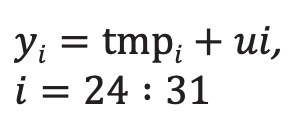 yᵢ = tmpᵢ + ui,
i = 24 : 31